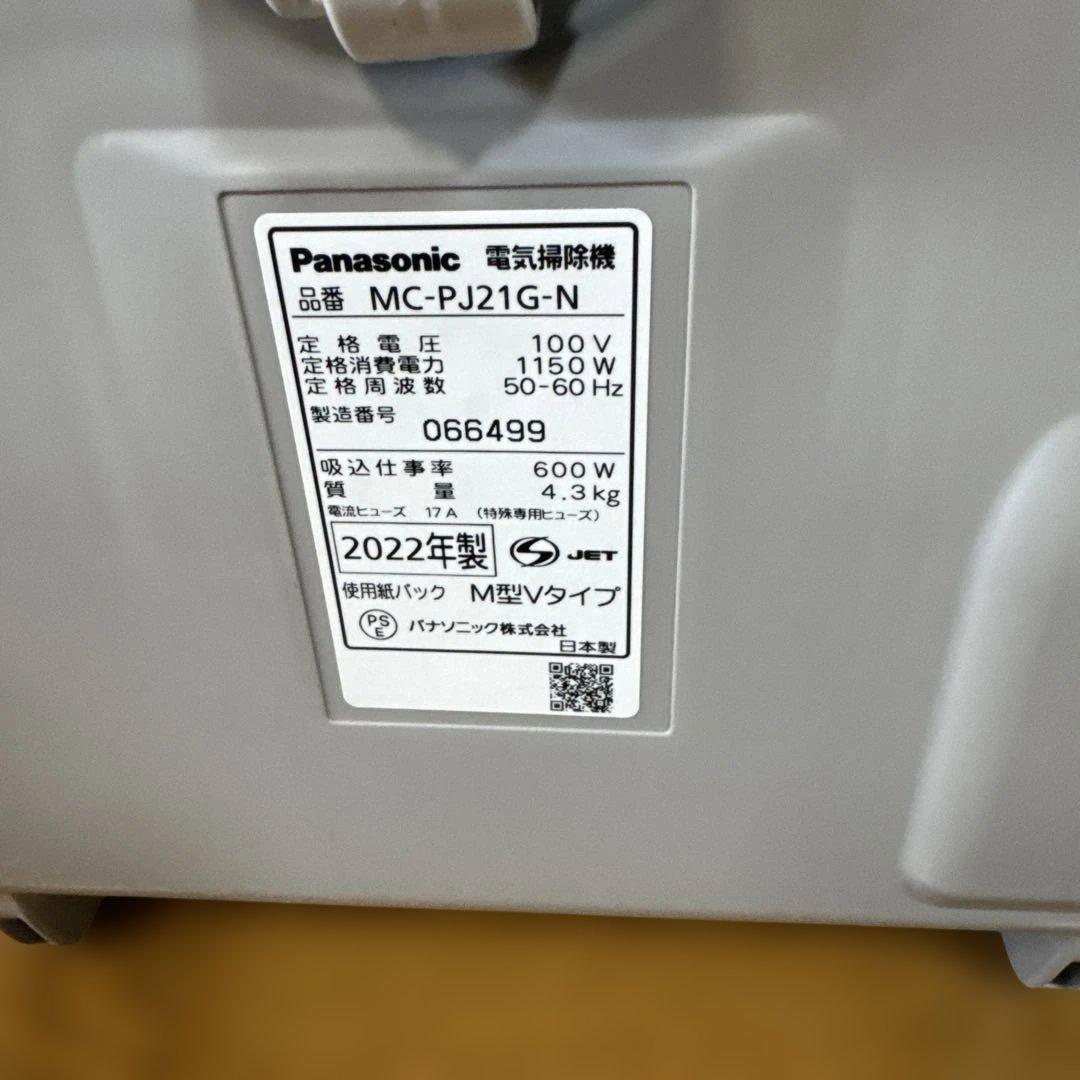 Panasonic 電気掃除機
品番 MC-PJ21G-N
定格電圧 100V
定格消費電力 1150W
定格周波数 50-60Hz
製造番号 066499
吸込仕事率 600W
質量 4.3kg
電流ヒューズ 17A (特殊専用ヒューズ)
2022年製 S JET
使用紙パック M型Vタイプ
PSE パナソニック株式会社
日本製